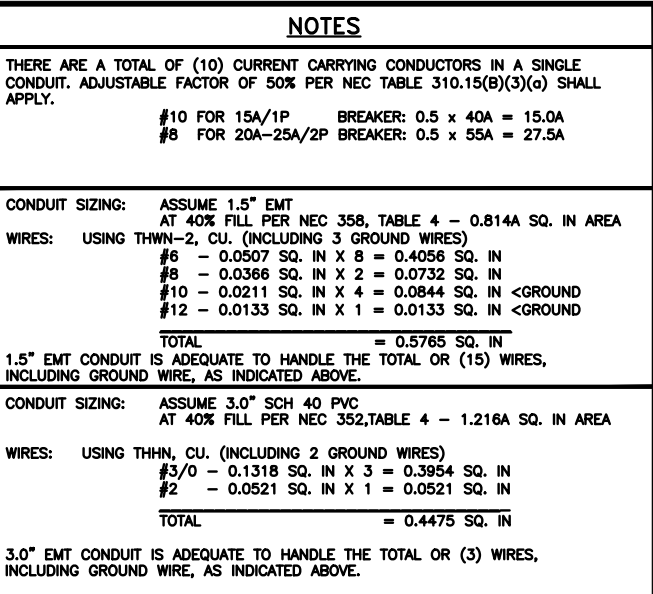 NOTES
THERE ARE A TOTAL OF (10) CURRENT CARRYING CONDUCTORS IN A SINGLE
CONDUIT. ADJUSTABLE FACTOR OF 50% PER NEC TABLE 310.15(B)(3)(a) SHALL
APPLY.
#10 FOR 15A/1P BREAKER: 0.5 x 40A = 15.0A
#8 FOR 20A-25A/2P BREAKER: 0.5 x 55A = 27.5A
CONDUIT SIZING: ASSUME 1.5" EMT
AT 40% FILL PER NEC 358, TABLE 4 - 0.814A SQ. IN AREA
WIRES: USING THWN-2, CU. (INCLUDING 3 GROUND WIRES)
#6 - 0.0507 SQ. IN X 8 = 0.4056 SQ. IN
#8 - 0.0366 SQ. IN X 2 = 0.0732 SQ. IN
#10 - 0.0211 SQ. IN X 4 = 0.0844 SQ. IN <GROUND
#12 - 0.0133 SQ. IN X 1 = 0.0133 SQ. IN <GROUND
TOTAL = 0.5765 SQ. IN
1.5" EMT CONDUIT IS ADEQUATE TO HANDLE THE TOTAL OR (15) WIRES,
INCLUDING GROUND WIRE, AS INDICATED ABOVE.
CONDUIT SIZING: ASSUME 3.0" SCH 40 PVC
AT 40% FILL PER NEC 352,TABLE 4 - 1.216A SQ. IN AREA
WIRES: USING THHN, CU. (INCLUDING 2 GROUND WIRES)
#3/0 - 0.1318 SQ. IN X 3 = 0.3954 SQ. IN
#2 - 0.0521 SQ. IN X 1 = 0.0521 SQ. IN
TOTAL = 0.4475 SQ. IN
3.0" EMT CONDUIT IS ADEQUATE TO HANDLE THE TOTAL OR (3) WIRES,
INCLUDING GROUND WIRE, AS INDICATED ABOVE.